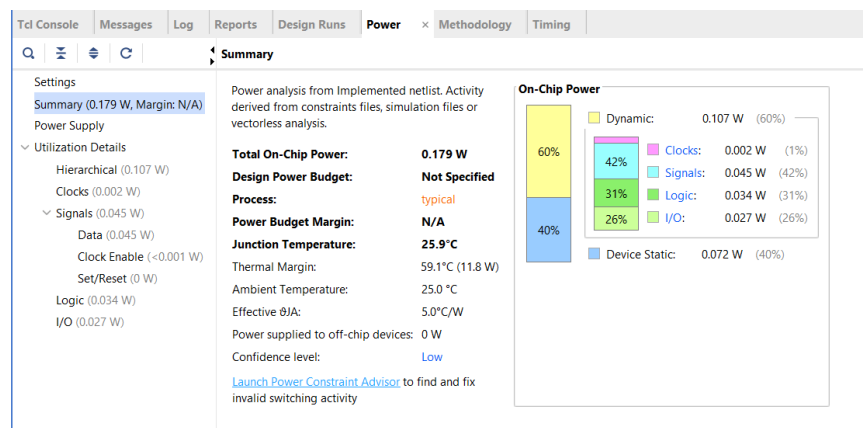 Tcl Console Messages Log Reports Design Runs Power × Methodology Timing
Summary
Settings
Summary (0.179 W, Margin: N/A)
Power Supply
Utilization Details
Hierarchical (0.107 W)
Clocks (0.002 W)
Signals (0.045 W)
Data (0.045 W)
Clock Enable (<0.001 W)
Set/Reset (0 W)
Logic (0.034 W)
I/O (0.027 W)
Power analysis from Implemented netlist. Activity
derived from constraints files, simulation files or
vectorless analysis.
Total On-Chip Power: 0.179 W
Design Power Budget: Not Specified
Process: typical
Power Budget Margin: N/A
Junction Temperature: 25.9°C
Thermal Margin: 59.1°C (11.8 W)
Ambient Temperature: 25.0 °C
Effective ϑJA: 5.0°C/W
Power supplied to off-chip devices: 0 W
Confidence level: Low
Launch Power Constraint Advisor to find and fix
invalid switching activity
On-Chip Power
60%
40%
Dynamic: 0.107 W (60%)
42%
31%
26%
Clocks: 0.002 W (1%)
Signals: 0.045 W (42%)
Logic: 0.034 W (31%)
I/O: 0.027 W (26%)
Device Static: 0.072 W (40%)